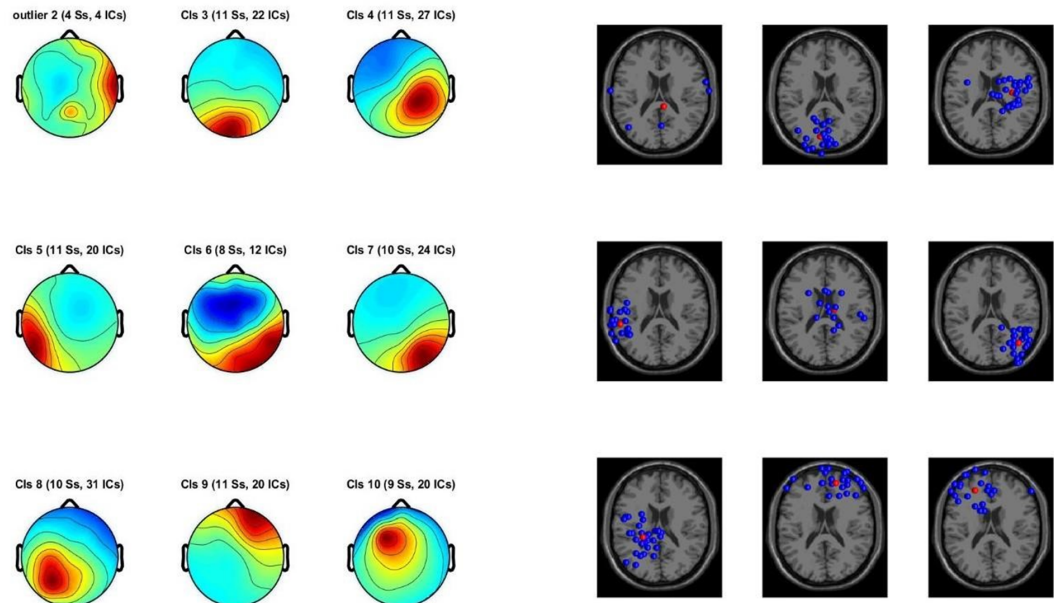 outlier 2 (4 Ss, 4 ICs)
Cls 3 (11 Ss, 22 ICs)
Cls 4 (11 Ss, 27 ICs)
Cls 5 (11 Ss, 20 ICs)
Cls 6 (8 Ss, 12 ICs)
Cls 7 (10 Ss, 24 ICs)
Cls 8 (10 Ss, 31 ICs)
Cls 9 (11 Ss, 20 ICs)
Cls 10 (9 Ss, 20 ICs)